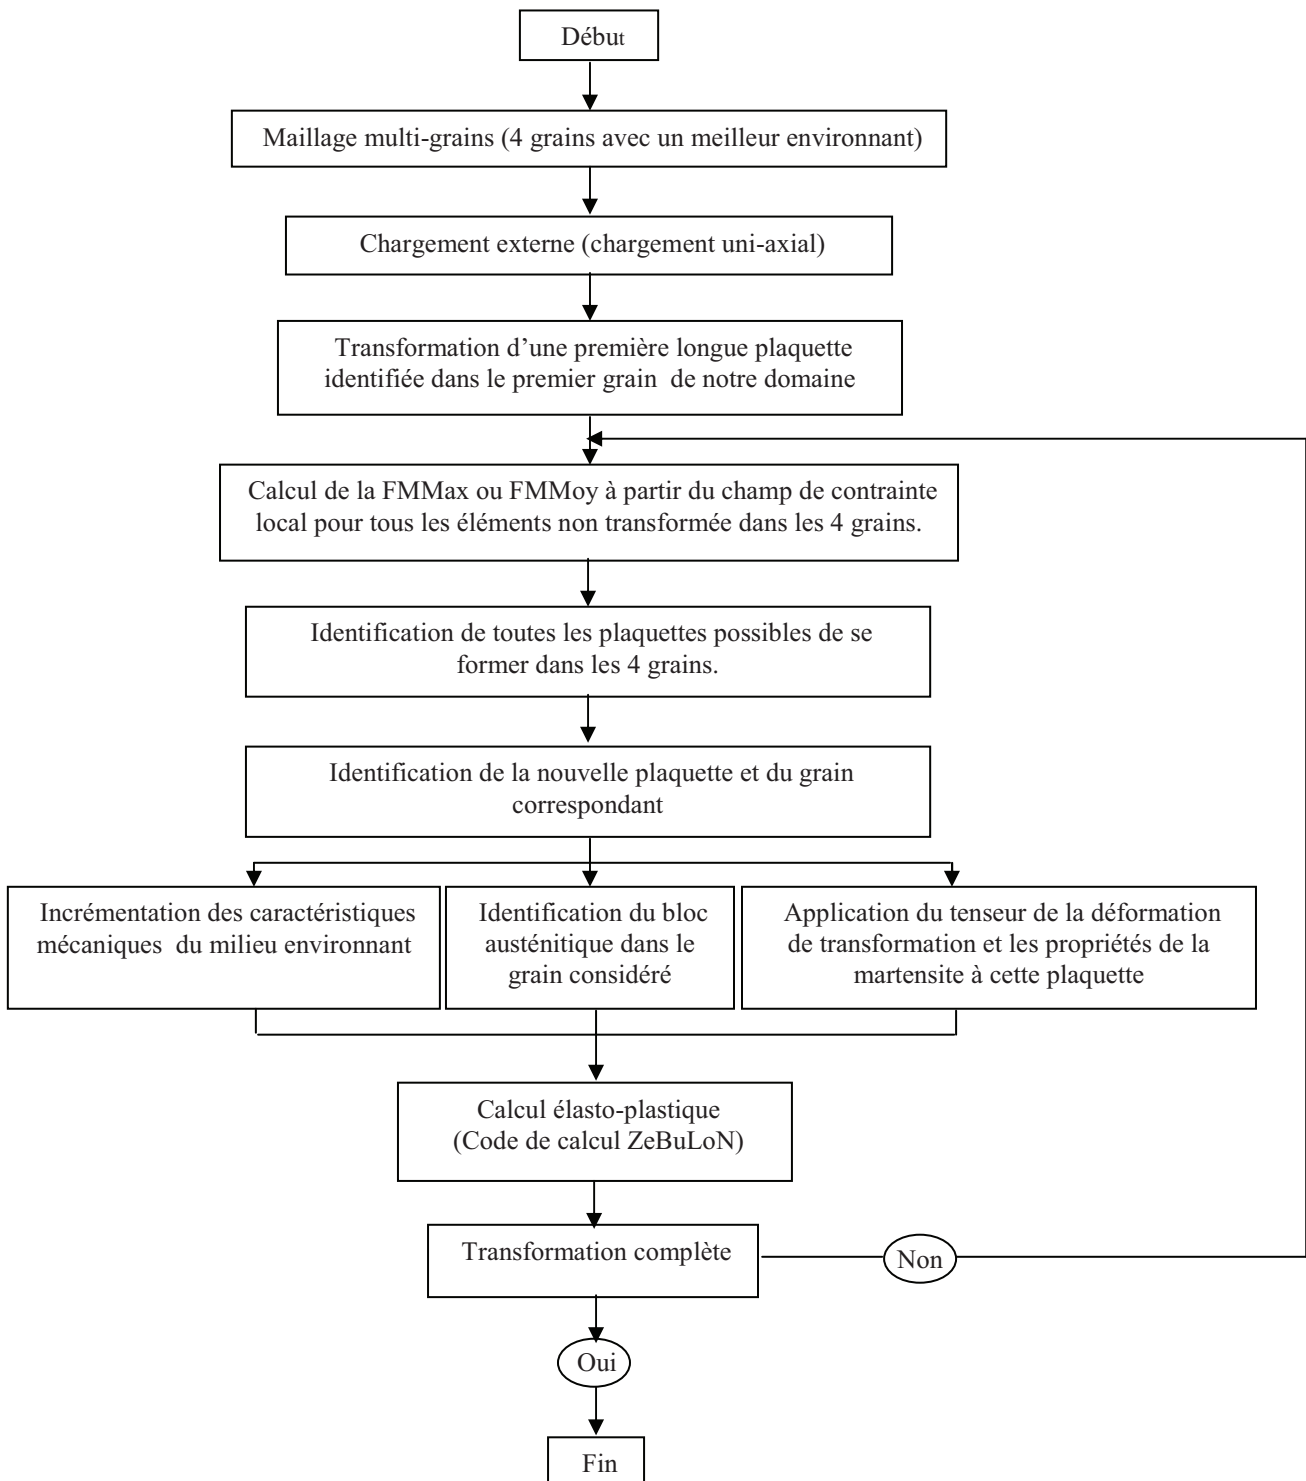 Début
Maillage multi-grains (4 grains avec un meilleur environnant)
Chargement externe (chargement uni-axial)
Transformation d’une première longue plaquette
identifiée dans le premier grain de notre domaine
Calcul de la FMMax ou FMMoy à partir du champ de contrainte
local pour tous les éléments non transformée dans les 4 grains.
Identification de toutes les plaquettes possibles de se
former dans les 4 grains.
Identification de la nouvelle plaquette et du grain
correspondant
Incrémentation des caractéristiques
mécaniques du milieu environnant
Identification du bloc
austénitique dans le
grain considéré
Application du tenseur de la déformation
de transformation et les propriétés de la
martensite à cette plaquette
Calcul élasto-plastique
(Code de calcul ZeBuLoN)
Transformation complète
Non
Oui
Fin